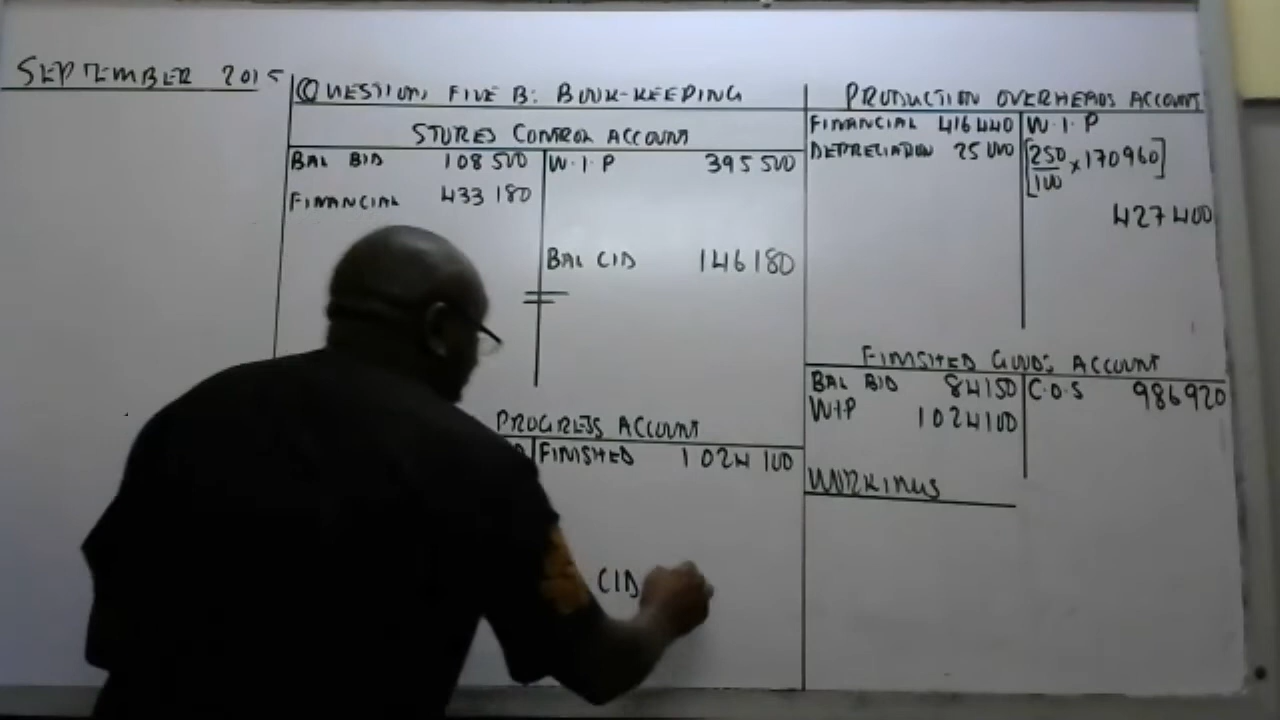 SEPTEMBER 2015
QUESTION FIVE B: BOOK-KEEPING
STORES CONTROL ACCOUNT
BAL B/D 108 500 W.I.P 395 500
FINANCIAL 433 180
BAL C/D 146 180
PROGRESS ACCOUNT
FINISHED 1 024 100
C/D
PRODUCTION OVERHEADS ACCOUNT
FINANCIAL 416 440 W.I.P
DEPRECIATION 25 000 [250/100 × 170 960]
427 400
FINISHED GOODS ACCOUNT
BAL B/D 84 150 C.O.S 986 920
W.I.P 1 024 100
WORKINGS